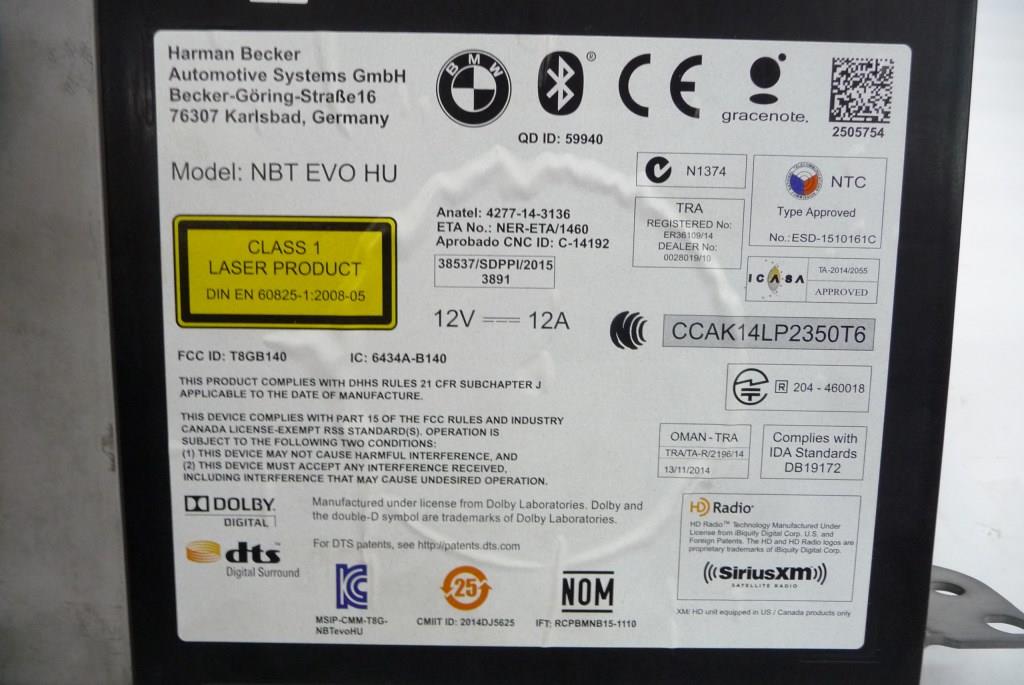 Harman Becker
Automotive Systems GmbH
Becker-Göring-Straße16
76307 Karlsbad, Germany
BMW
®
QD ID: 59940
CE
gracenote.
2505754
Model: NBT EVO HU
N1374
NTC
Type Approved
No.:ESD-1510161C
TRA
REGISTERED No:
ER36109/14
DEALER No:
0028019/10
Anatel: 4277-14-3136
ETA No.: NER-ETA/1460
Aprobado CNC ID: C-14192
38537/SDPPI/2015
3891
ICASA
TA-2014/2055
APPROVED
CLASS 1
LASER PRODUCT
DIN EN 60825-1:2008-05
12V 12A
CCAK14LP2350T6
FCC ID: T8GB140 IC: 6434A-B140
R 204 - 460018
THIS PRODUCT COMPLIES WITH DHHS RULES 21 CFR SUBCHAPTER J
APPLICABLE TO THE DATE OF MANUFACTURE.
THIS DEVICE COMPLIES WITH PART 15 OF THE FCC RULES AND INDUSTRY
CANADA LICENSE-EXEMPT RSS STANDARD(S). OPERATION IS
SUBJECT TO THE FOLLOWING TWO CONDITIONS:
(1) THIS DEVICE MAY NOT CAUSE HARMFUL INTERFERENCE, AND
(2) THIS DEVICE MUST ACCEPT ANY INTERFERENCE RECEIVED,
INCLUDING INTERFERENCE THAT MAY CAUSE UNDESIRED OPERATION.
OMAN - TRA
TRA/TA-R/2196/14
13/11/2014
Complies with
IDA Standards
DB19172
DOLBY
DIGITAL
Manufactured under license from Dolby Laboratories. Dolby and
the double-D symbol are trademarks of Dolby Laboratories.
dts
Digital Surround
For DTS patents, see http://patents.dts.com
HD Radio
HD Radio™ Technology Manufactured Under
License from iBiquity Digital Corp. U.S. and
Foreign Patents. The HD and HD Radio logos are
proprietary trademarks of iBiquity Digital Corp.
SiriusXM
SATELLITE RADIO
XM/ HD unit equipped in US / Canada products only
MSIP-CMM-T8G-
NBTevoHU
25
CMIIT ID: 2014DJ5625
NOM
IFT: RCPBMNB15-1110